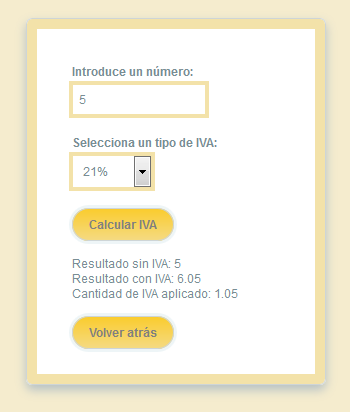 Introduce un número:
5
Selecciona un tipo de IVA:
21%
Calcular IVA
Resultado sin IVA: 5
Resultado con IVA: 6.05
Cantidad de IVA aplicado: 1.05
Volver atrás